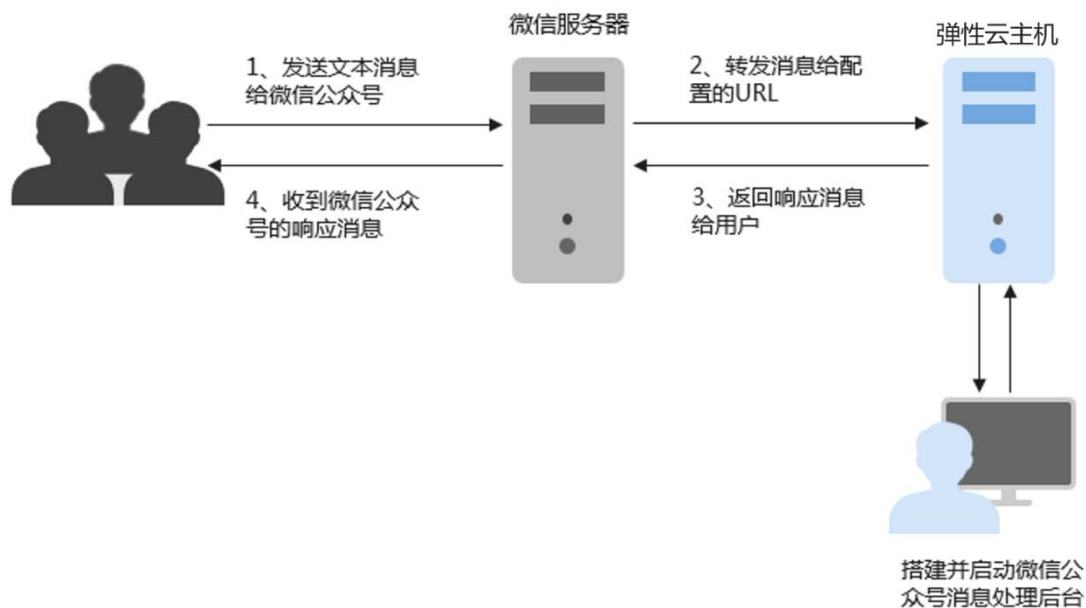 微信服务器
弹性云主机
1、发送文本消息
给微信公众号
2、转发消息给配
置的URL
4、收到微信公众
号的响应消息
3、返回响应消息
给用户
搭建并启动微信公
众号消息处理后台